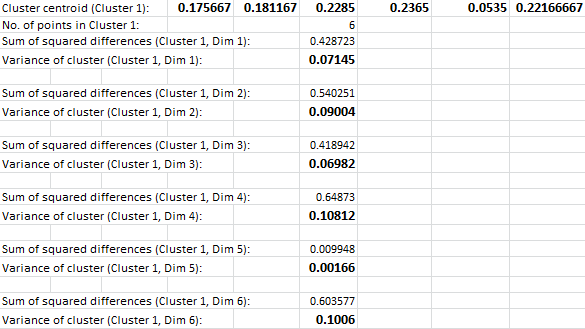 Cluster centroid (Cluster 1): 0.175667 0.181167 0.2285 0.2365 0.0535 0.22166667
No. of points in Cluster 1: 6
Sum of squared differences (Cluster 1, Dim 1): 0.428723
Variance of cluster (Cluster 1, Dim 1): 0.07145
Sum of squared differences (Cluster 1, Dim 2): 0.540251
Variance of cluster (Cluster 1, Dim 2): 0.09004
Sum of squared differences (Cluster 1, Dim 3): 0.418942
Variance of cluster (Cluster 1, Dim 3): 0.06982
Sum of squared differences (Cluster 1, Dim 4): 0.64873
Variance of cluster (Cluster 1, Dim 4): 0.10812
Sum of squared differences (Cluster 1, Dim 5): 0.009948
Variance of cluster (Cluster 1, Dim 5): 0.00166
Sum of squared differences (Cluster 1, Dim 6): 0.603577
Variance of cluster (Cluster 1, Dim 6): 0.1006